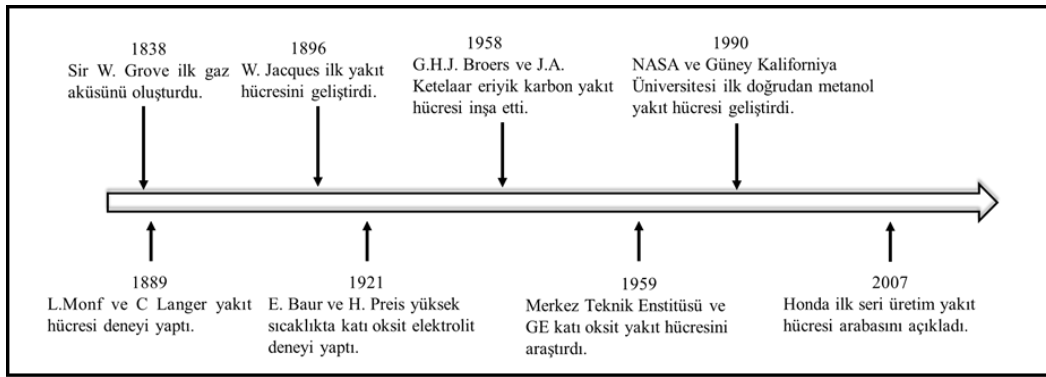 1838
Sir W. Grove ilk gaz
aküsünü oluşturdu.
1896
W. Jacques ilk yakıt
hücresini geliştirdi.
1958
G.H.J. Broers ve J.A.
Ketelaar eriyik karbon yakıt
hücresi inşa etti.
1990
NASA ve Güney Kaliforniya
Üniversitesi ilk doğrudan metanol
yakıt hücresi geliştirdi.
1889
L.Monf ve C Langer yakıt
hücresi deneyi yaptı.
1921
E. Baur ve H. Preis yüksek
sıcaklıkta katı oksit elektrolit
deneyi yaptı.
1959
Merkez Teknik Enstitüsü ve
GE katı oksit yakıt hücresini
araştırdı.
2007
Honda ilk seri üretim yakıt
hücresi arabasını açıkladı.